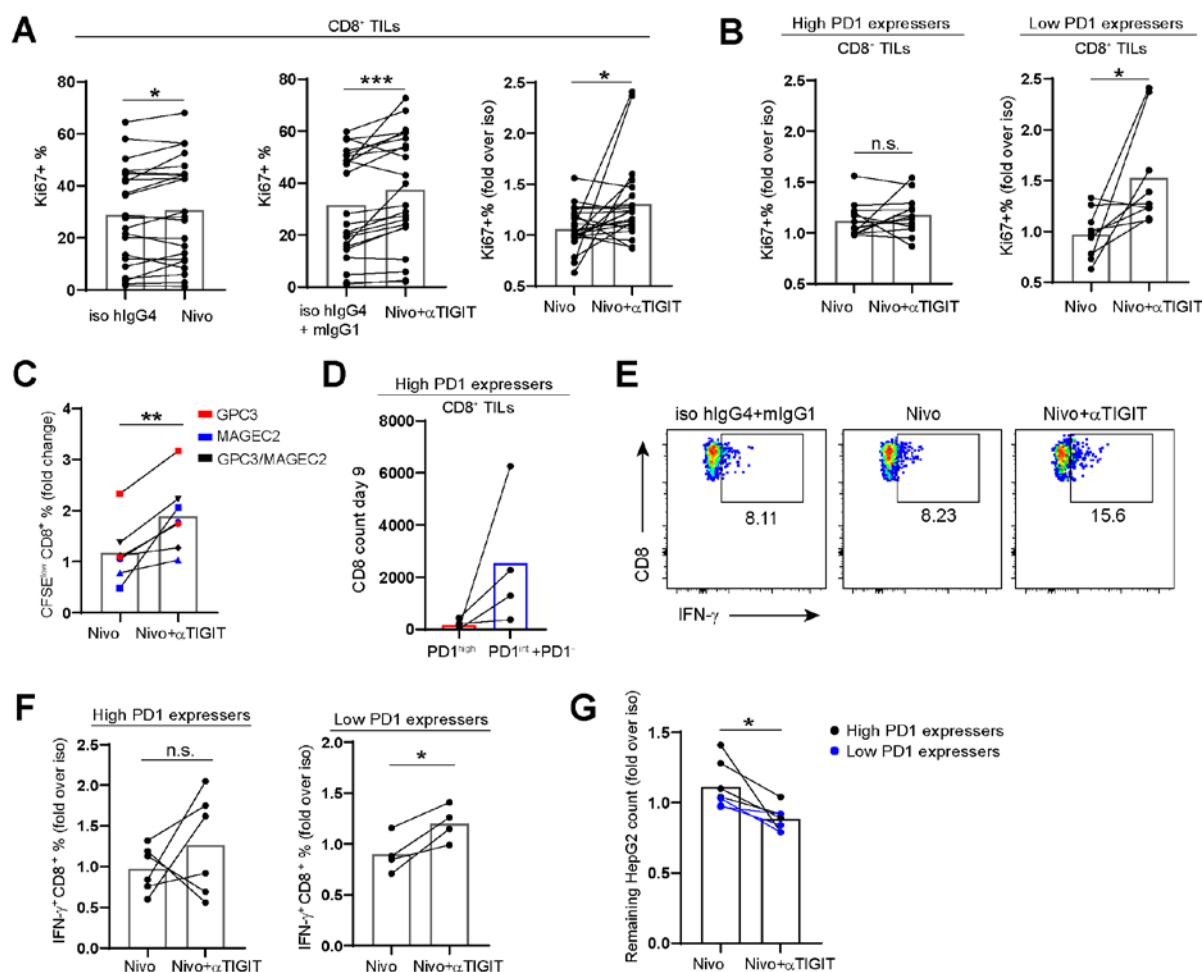 A
CD8⁺ TILs
*
Ki67+ %
80
60
40
20
0
iso hIgG4
Nivo
***
Ki67+ %
80
60
40
20
0
iso hIgG4
+ mIgG1
Nivo+αTIGIT
*
Ki67+% (fold over iso)
2.5
2.0
1.5
1.0
0.5
Nivo
Nivo+αTIGIT
B
High PD1 expressers
CD8⁺ TILs
n.s.
Ki67+% (fold over iso)
2.5
2.0
1.5
1.0
0.5
Nivo
Nivo+αTIGIT
Low PD1 expressers
CD8⁺ TILs
*
Ki67+% (fold over iso)
2.5
2.0
1.5
1.0
0.5
Nivo
Nivo+αTIGIT
C
**
CFSEˡᵒʷ CD8⁺ % (fold change)
4
3
2
1
0
Nivo
Nivo+αTIGIT
GPC3
MAGEC2
GPC3/MAGEC2
D
High PD1 expressers
CD8⁺ TILs
CD8 count day 9
8000
6000
4000
2000
0
PD1ʰⁱᵍʰ
PD1ⁱⁿᵗ+PD1⁻
E
iso hIgG4+mIgG1
Nivo
Nivo+αTIGIT
8.11
8.23
15.6
CD8
IFN-γ
F
High PD1 expressers
n.s.
IFN-γ⁺ CD8⁺ % (fold over iso)
2.5
2.0
1.5
1.0
0.5
0.0
Nivo
Nivo+αTIGIT
Low PD1 expressers
*
IFN-γ⁺ CD8⁺ % (fold over iso)
2.0
1.5
1.0
0.5
0.0
Nivo
Nivo+αTIGIT
G
*
Remaining HepG2 count (fold over iso)
1.5
1.0
0.5
0.0
Nivo
Nivo+αTIGIT
High PD1 expressers
Low PD1 expressers